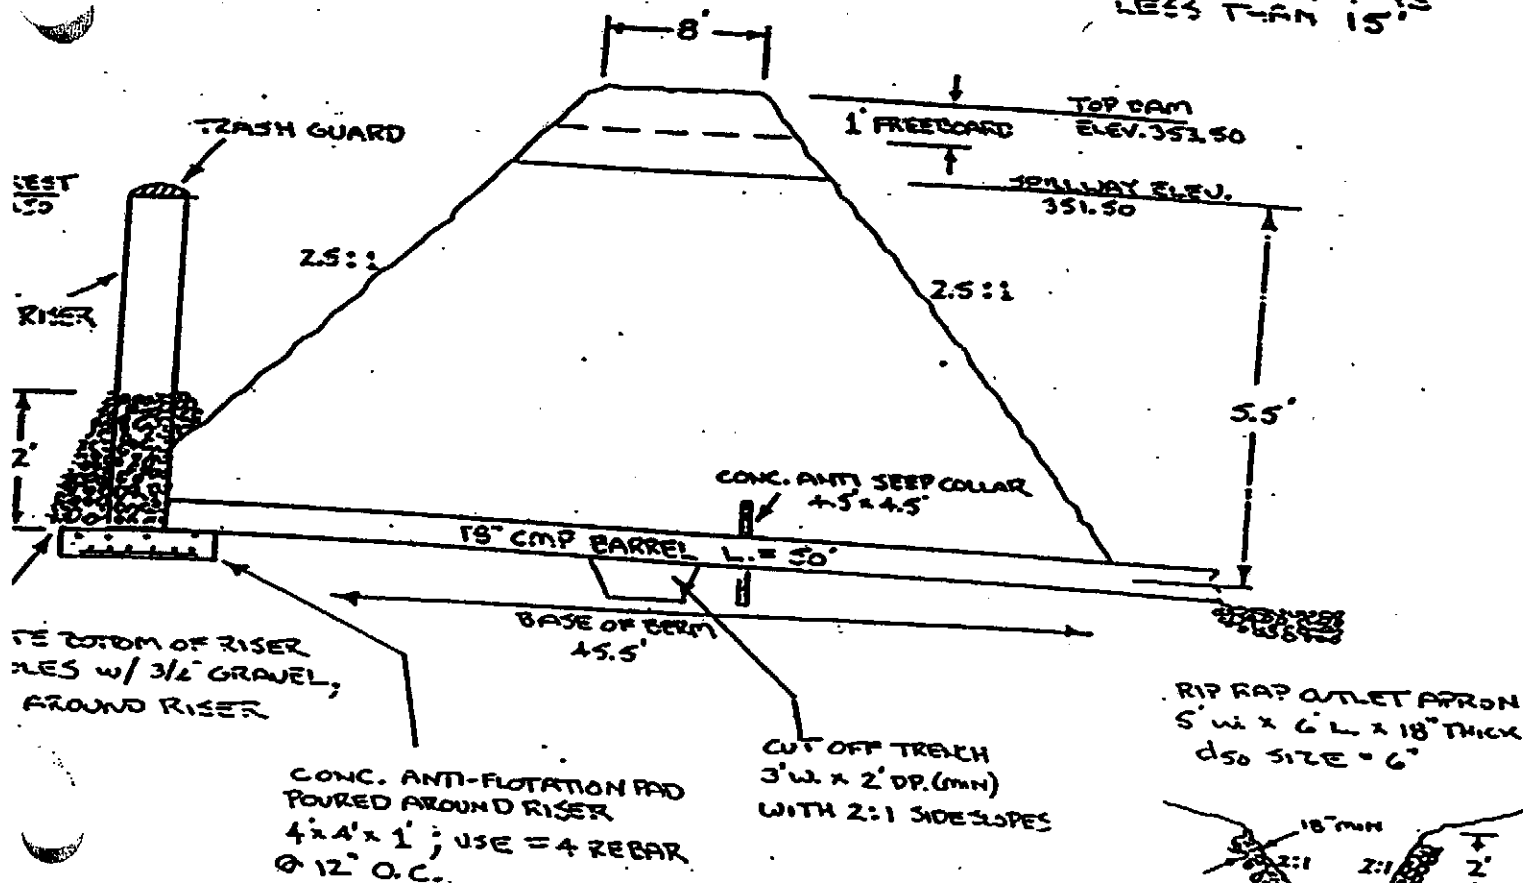 LESS THAN 15'
8'
TOP DAM
ELEV. 353.50
1' FREEBOARD
TRASH GUARD
SPILLWAY ELEV.
351.50
2.5:1
2.5:1
RISER
5.5'
2'
CONC. ANTI SEEP COLLAR
4.5' x 4.5'
CMP BARREL L. = 50'
BASE OF BERM
45.5'
BOTTOM OF RISER
w/ GRAVEL,
AROUND RISER
RIP RAP OUTLET APRON
5' W. x 6' L. x 18" THICK
d50 SIZE = 6"
CUT OFF TRENCH
3' W. x 2' DP. (MIN)
WITH 2:1 SIDESLOPES
CONC. ANTI-FLOTATION PAD
POURED AROUND RISER
4' x 4' x 1' ; USE # 4 REBAR
@ 12" O.C.
18" MIN
2:1
2:1
2'